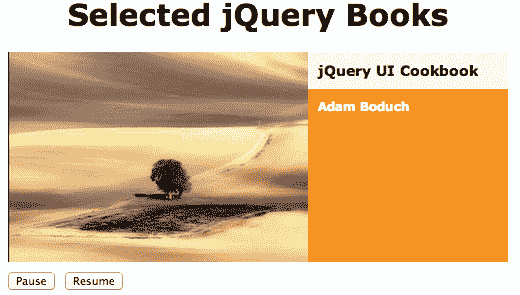 Selected jQuery Books
jQuery UI Cookbook
Adam Boduch
Pause Resume